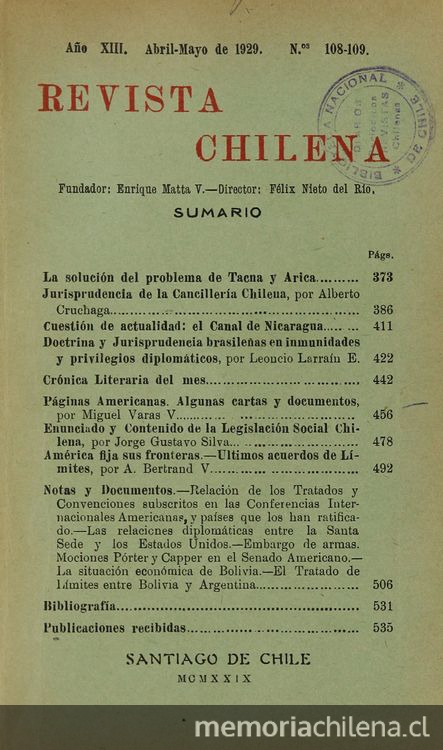 Año XIII. Abril-Mayo de 1929. N.os 108-109.
REVISTA
CHILENA
BIBLIOTECA NACIONAL
DIARIOS
REVISTAS
Chilenas
DE CHILE
Fundador: Enrique Matta V.—Director: Félix Nieto del Río.
SUMARIO
Págs.
La solución del problema de Tacna y Arica.......... 373
Jurisprudencia de la Cancillería Chilena, por Alberto
Cruchaga................................................ 386
Cuestión de actualidad: el Canal de Nicaragua........ 411
Doctrina y Jurisprudencia brasileñas en inmunidades
y privilegios diplomáticos, por Leoncio Larraín E. 422
Crónica Literaria del mes................................... 442
Páginas Americanas. Algunas cartas y documentos,
por Miguel Varas V................................... 456
Enunciado y Contenido de la Legislación Social Chi-
lena, por Jorge Gustavo Silva....................... 478
América fija sus fronteras.—Ultimos acuerdos de Lí-
mites, por A. Bertrand V............................ 492
Notas y Documentos.—Relación de los Tratados y
Convenciones subscritos en las Conferencias Inter-
nacionales Americanas, y países que los han ratifica-
do.—Las relaciones diplomáticas entre la Santa
Sede y los Estados Unidos.—Embargo de armas.
Mociones Pórter y Capper en el Senado Americano.—
La situación económica de Bolivia.—El Tratado de
Límites entre Bolivia y Argentina................... 506
Bibliografía.................................................. 531
Publicaciones recibidas..................................... 535
SANTIAGO DE CHILE
MCMXXIX
memoriachilena.cl